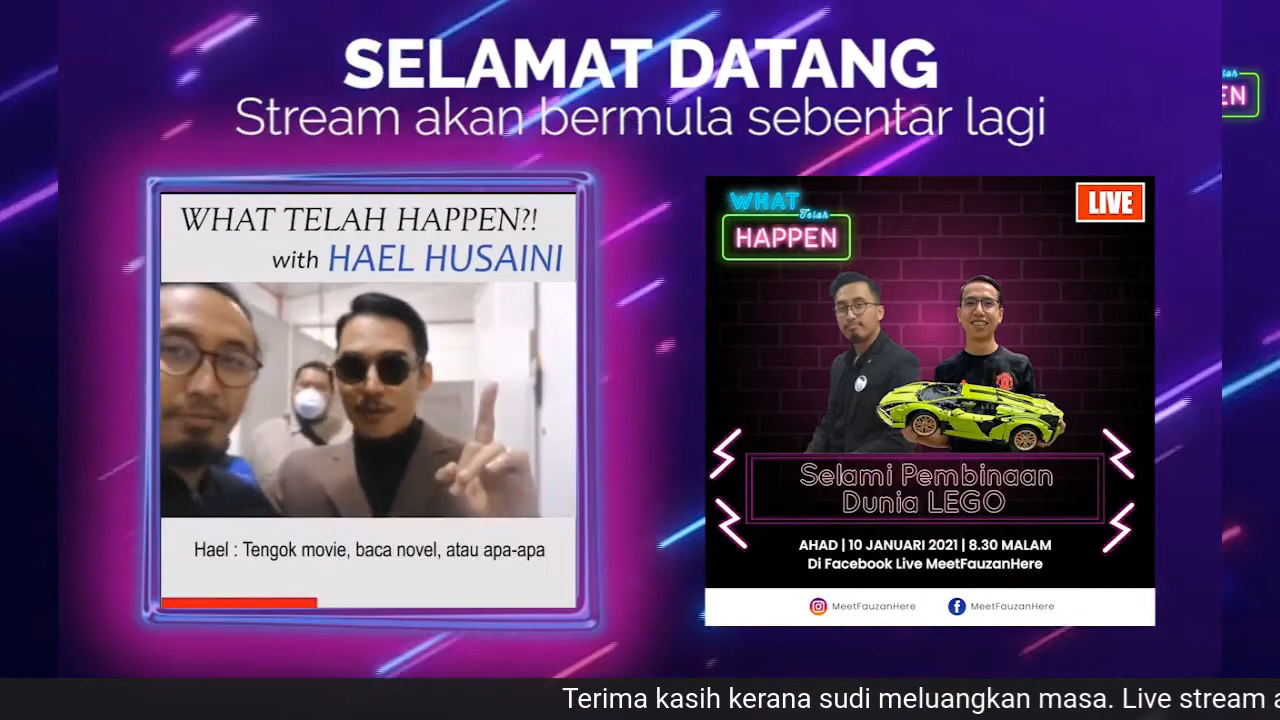 SELAMAT DATANG
Stream akan bermula sebentar lagi
WHAT TELAH HAPPEN?!
with HAEL HUSAINI
Hael : Tengok movie, baca novel, atau apa-apa
WHAT
Telah
HAPPEN
LIVE
Selami Pembinaan
Dunia LEGO
AHAD | 10 JANUARI 2021 | 8.30 MALAM
Di Facebook Live MeetFauzanHere
MeetFauzanHere MeetFauzanHere
Terima kasih kerana sudi meluangkan masa. Live stream a